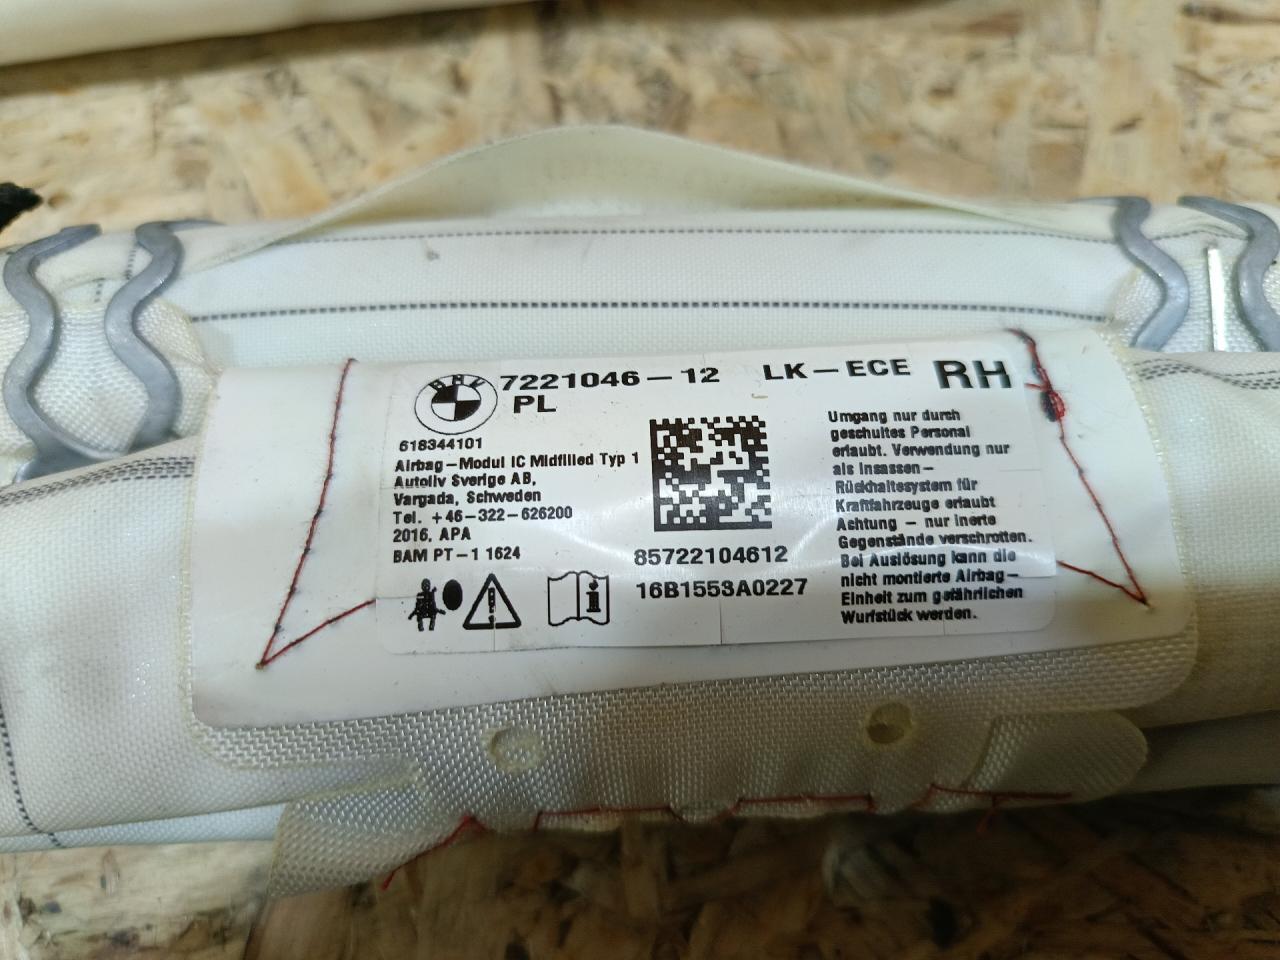 BMW
7221046-12 LK-ECE RH
PL
618344101
Airbag-Modul IC Midfilled Typ 1
Autoliv Sverige AB,
Vargada, Schweden
Tel. +46-322-626200
2016, APA
BAM PT-1 1624
85722104612
16B1553A0227
Umgang nur durch
geschultes Personal
erlaubt. Verwendung nur
als Insassen-
Rückhaltesystem für
Kraftfahrzeuge erlaubt
Achtung - nur inerte
Gegenstände verschrotten.
Bei Auslösung kann die
nicht montierte Airbag-
Einheit zum gefährlichen
Wurfstück werden.